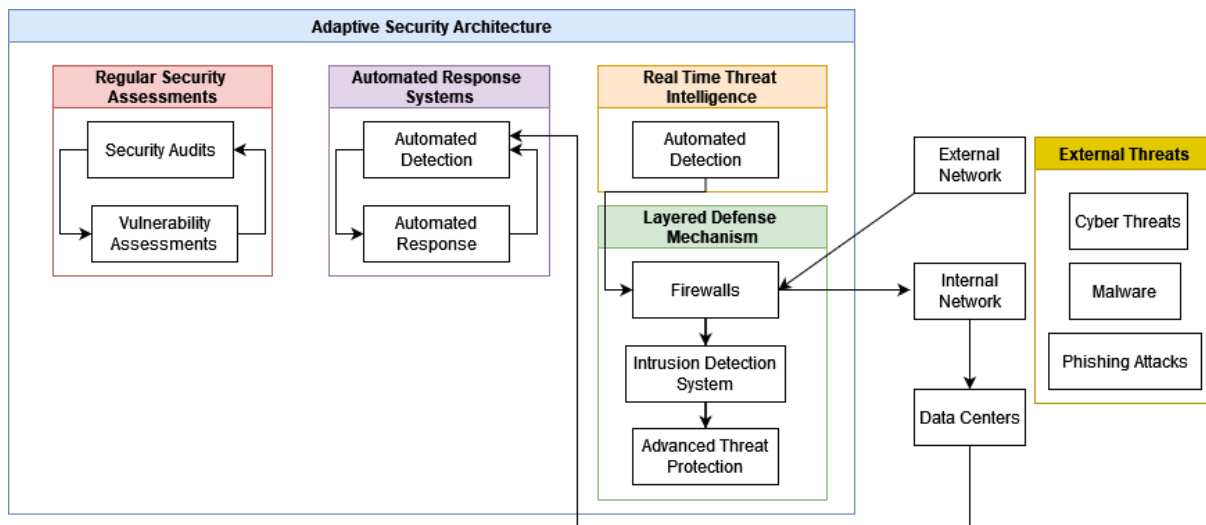 Adaptive Security Architecture
Regular Security
Assessments
Security Audits
Vulnerability
Assessments
Automated Response
Systems
Automated
Detection
Automated
Response
Real Time Threat
Intelligence
Automated
Detection
Layered Defense
Mechanism
Firewalls
Intrusion Detection
System
Advanced Threat
Protection
External
Network
Internal
Network
Data Centers
External Threats
Cyber Threats
Malware
Phishing Attacks